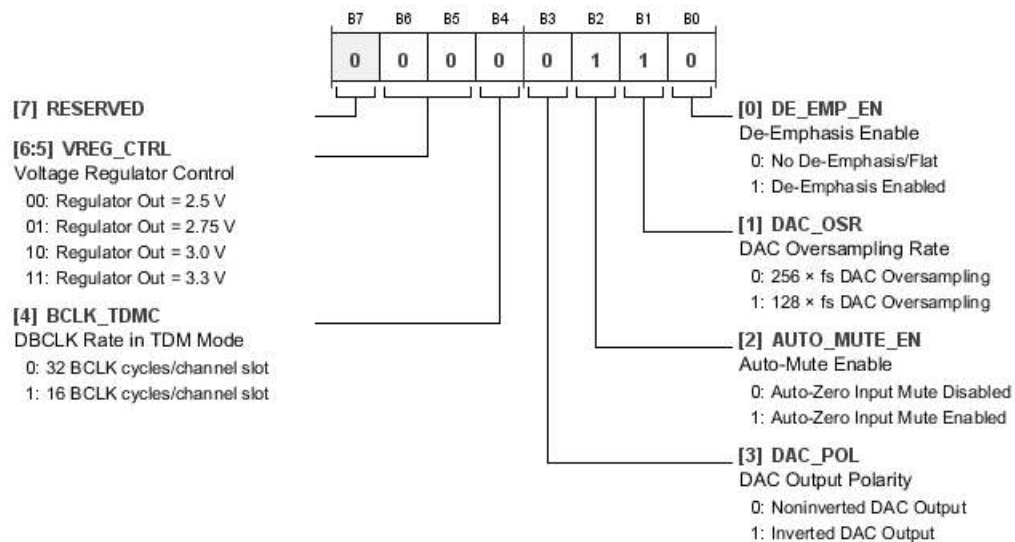 B7 B6 B5 B4 B3 B2 B1 B0
0 0 0 0 0 1 1 0
[7] RESERVED
[6:5] VREG_CTRL
Voltage Regulator Control
00: Regulator Out = 2.5 V
01: Regulator Out = 2.75 V
10: Regulator Out = 3.0 V
11: Regulator Out = 3.3 V
[4] BCLK_TDMC
DBCLK Rate in TDM Mode
0: 32 BCLK cycles/channel slot
1: 16 BCLK cycles/channel slot
[0] DE_EMP_EN
De-Emphasis Enable
0: No De-Emphasis/Flat
1: De-Emphasis Enabled
[1] DAC_OSR
DAC Oversampling Rate
0: 256 × fs DAC Oversampling
1: 128 × fs DAC Oversampling
[2] AUTO_MUTE_EN
Auto-Mute Enable
0: Auto-Zero Input Mute Disabled
1: Auto-Zero Input Mute Enabled
[3] DAC_POL
DAC Output Polarity
0: Noninverted DAC Output
1: Inverted DAC Output